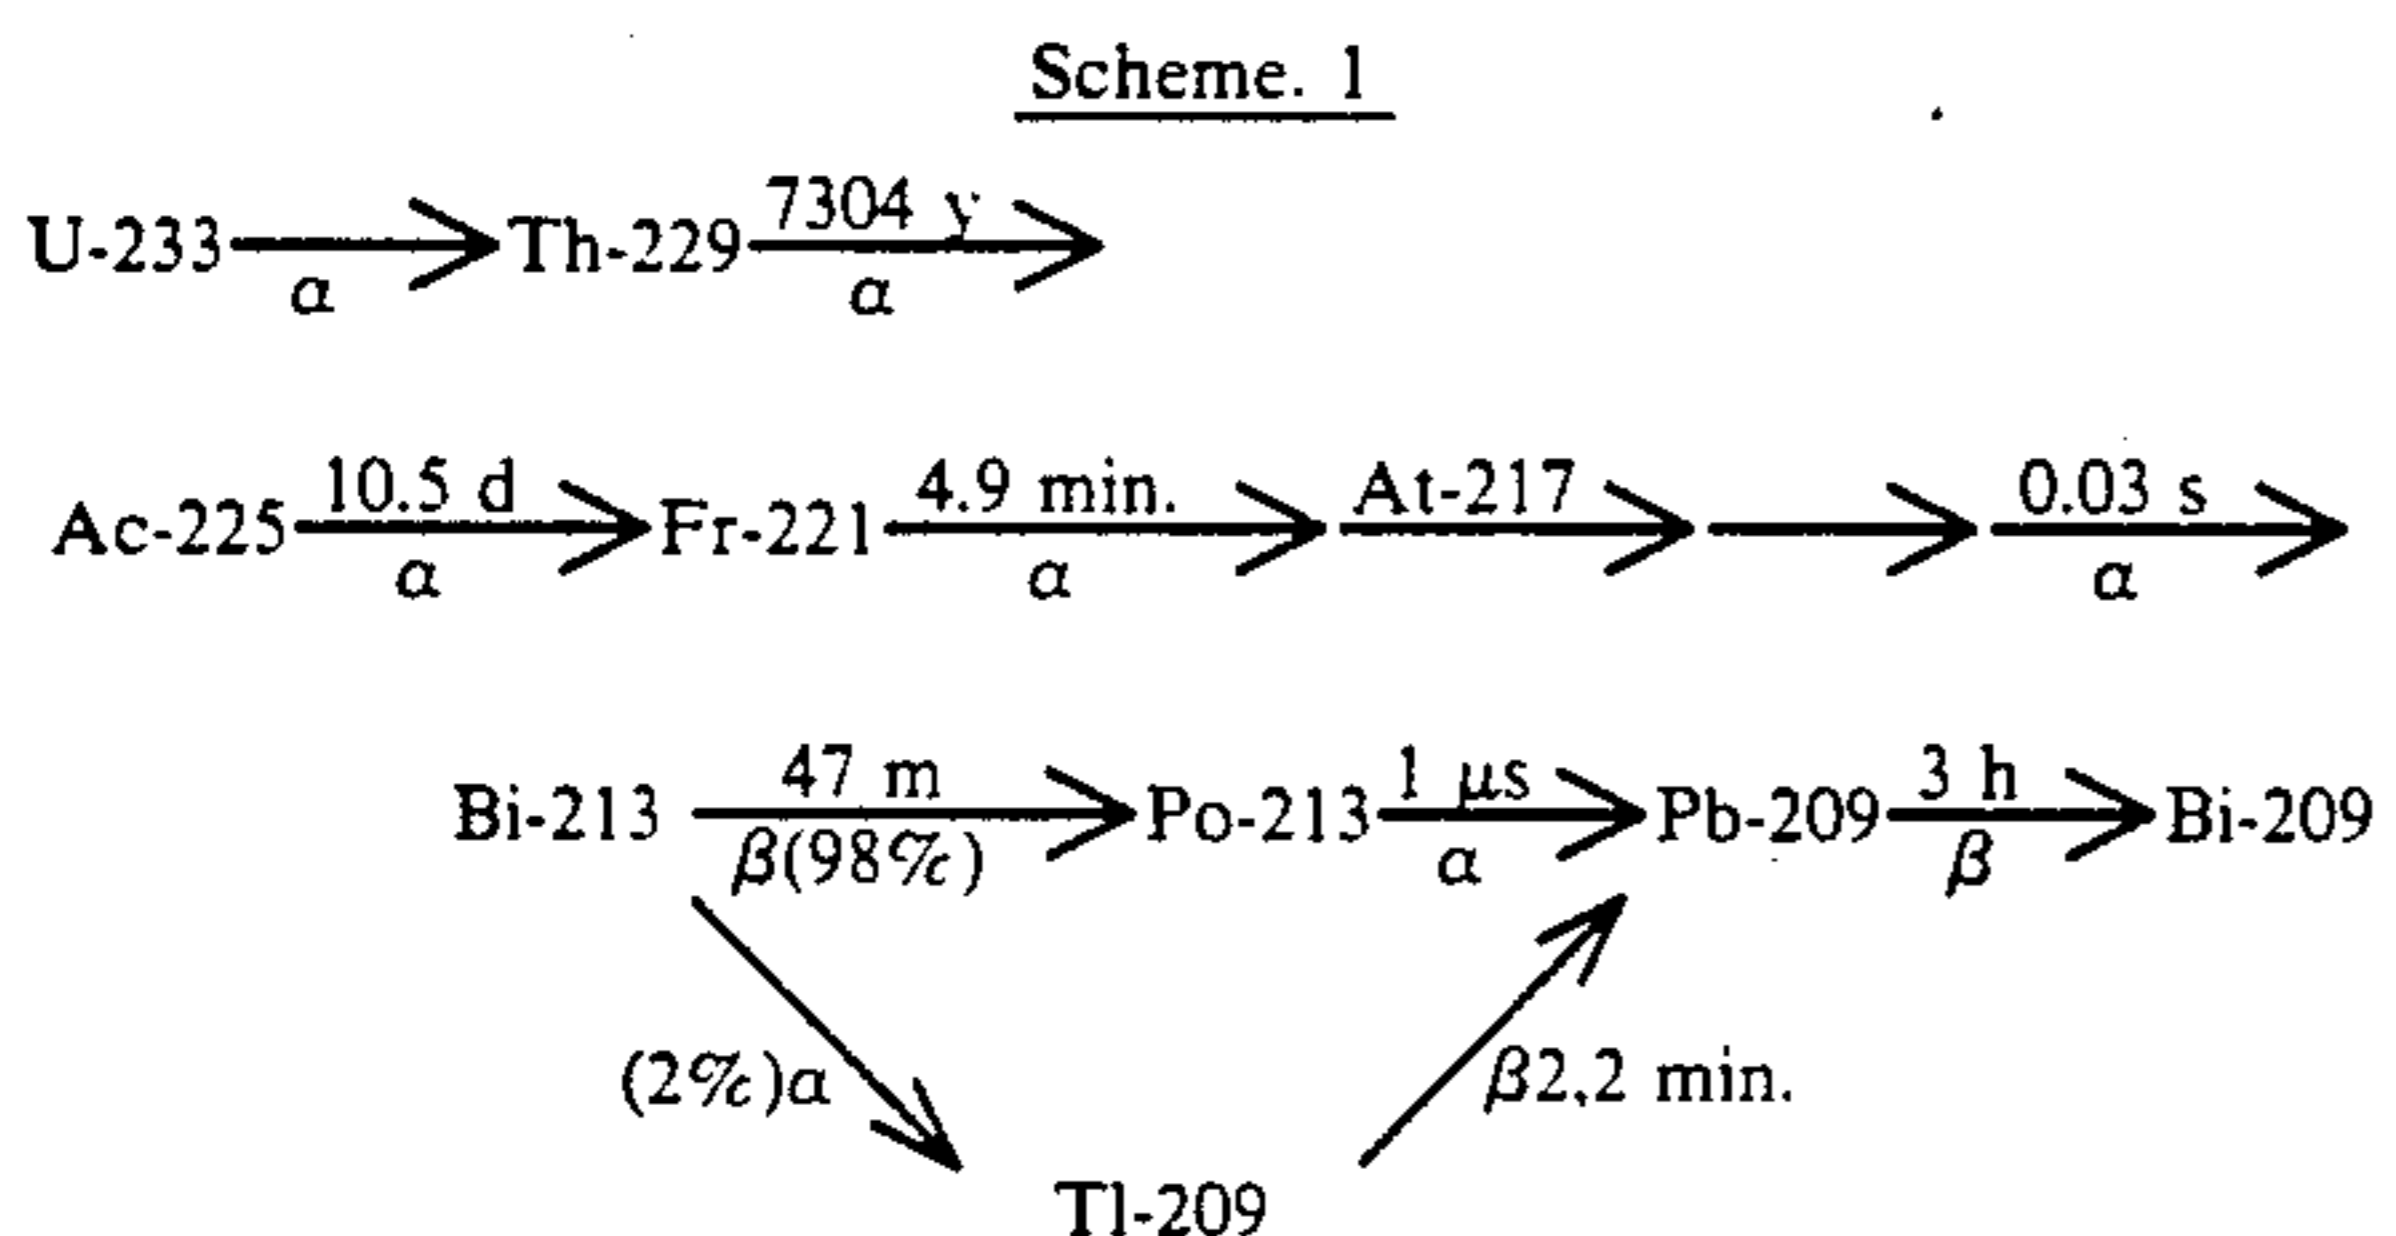 Scheme. 1
7304 y
U-233 Th-229
α α
10.5 d 4.9 min. At-217 0.03 s
Ac-225 Fr-221
α α α
47 m 1 μs 3 h
Bi-213 Po-213 Pb-209 Bi-209
β(98%) α β
(2%)α β2.2 min.
Tl-209